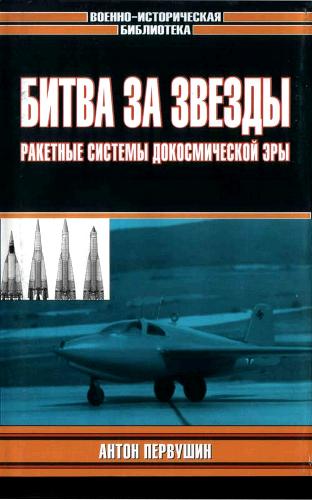 ВОЕННО-ИСТОРИЧЕСКАЯ
БИБЛИОТЕКА
БИТВА ЗА ЗВЕЗДЫ
РАКЕТНЫЕ СИСТЕМЫ ДОКОСМИЧЕСКОЙ ЭРЫ
АНТОН ПЕРВУШИН